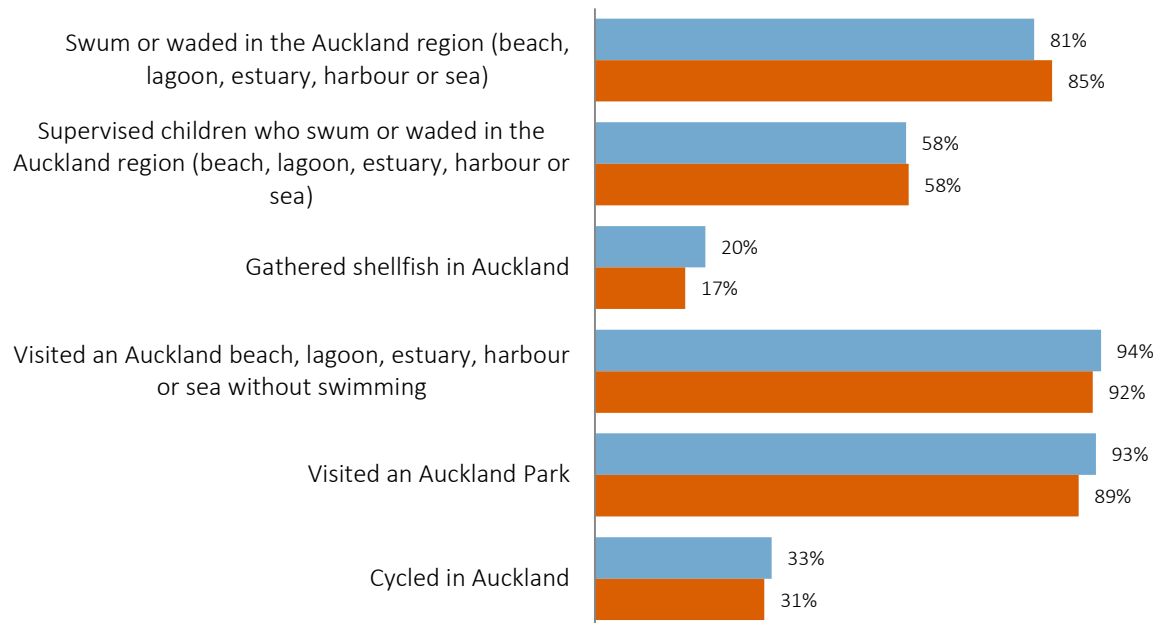 Swum or waded in the Auckland region (beach,
lagoon, estuary, harbour or sea)
81%
85%
Supervised children who swum or waded in the
Auckland region (beach, lagoon, estuary, harbour or
sea)
58%
58%
Gathered shellfish in Auckland
20%
17%
Visited an Auckland beach, lagoon, estuary, harbour
or sea without swimming
94%
92%
Visited an Auckland Park
93%
89%
Cycled in Auckland
33%
31%